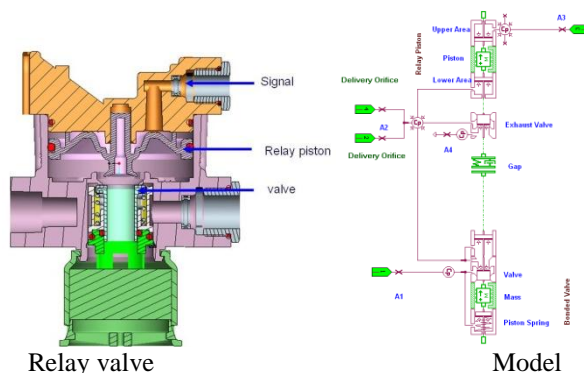 Signal
Relay piston
valve
Relay valve
Upper Area
A3
Relay Piston
Piston
Lower Area
Delivery Orifice
A2
Exhaust Valve
A4
Delivery Orifice
Gap
A1
Valve
Mass
Piston Spring
Bonded Valve
Model